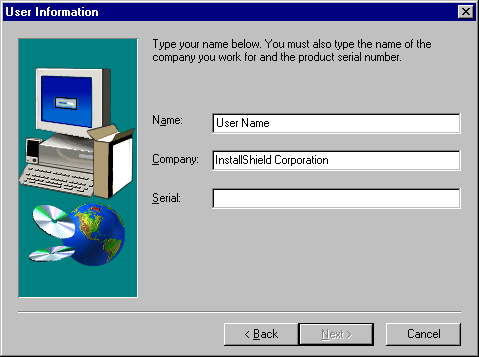 User Information
Type your name below. You must also type the name of the
company you work for and the product serial number.
Name: User Name
Company: InstallShield Corporation
Serial:
< Back Next > Cancel